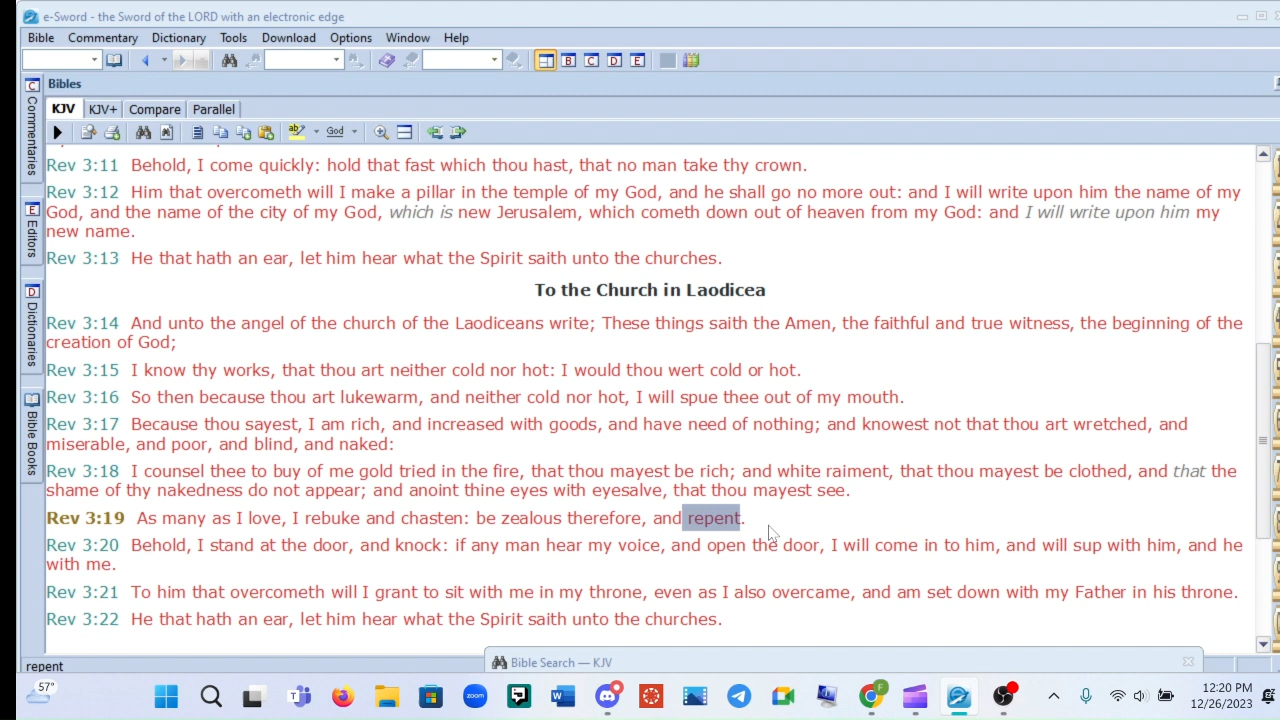 e-Sword - the Sword of the LORD with an electronic edge
Bible Commentary Dictionary Tools Download Options Window Help
B C D E
Bibles
KJV KJV+ Compare Parallel
God
C Commentaries
E Editors
D Dictionaries
Bible Books
Rev 3:11 Behold, I come quickly: hold that fast which thou hast, that no man take thy crown.
Rev 3:12 Him that overcometh will I make a pillar in the temple of my God, and he shall go no more out: and I will write upon him the name of my
God, and the name of the city of my God, which is new Jerusalem, which cometh down out of heaven from my God: and I will write upon him my
new name.
Rev 3:13 He that hath an ear, let him hear what the Spirit saith unto the churches.
To the Church in Laodicea
Rev 3:14 And unto the angel of the church of the Laodiceans write; These things saith the Amen, the faithful and true witness, the beginning of the
creation of God;
Rev 3:15 I know thy works, that thou art neither cold nor hot: I would thou wert cold or hot.
Rev 3:16 So then because thou art lukewarm, and neither cold nor hot, I will spue thee out of my mouth.
Rev 3:17 Because thou sayest, I am rich, and increased with goods, and have need of nothing; and knowest not that thou art wretched, and
miserable, and poor, and blind, and naked:
Rev 3:18 I counsel thee to buy of me gold tried in the fire, that thou mayest be rich; and white raiment, that thou mayest be clothed, and that the
shame of thy nakedness do not appear; and anoint thine eyes with eyesalve, that thou mayest see.
Rev 3:19 As many as I love, I rebuke and chasten: be zealous therefore, and repent.
Rev 3:20 Behold, I stand at the door, and knock: if any man hear my voice, and open the door, I will come in to him, and will sup with him, and he
with me.
Rev 3:21 To him that overcometh will I grant to sit with me in my throne, even as I also overcame, and am set down with my Father in his throne.
Rev 3:22 He that hath an ear, let him hear what the Spirit saith unto the churches.
repent
Bible Search — KJV
57°
zoom
12:20 PM
12/26/2023